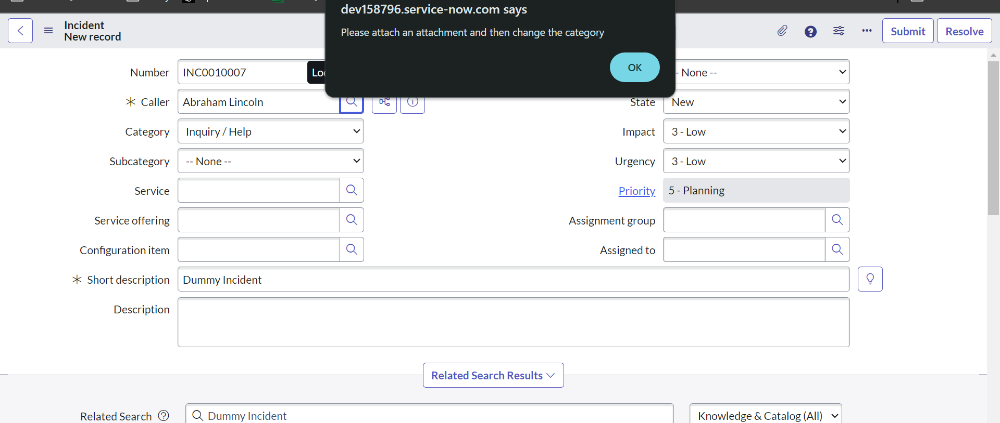 dev158796.service-now.com says
Please attach an attachment and then change the category
OK
Incident
New record
Submit
Resolve
Number
INC0010007
- None --
Caller
Abraham Lincoln
State
New
Category
Inquiry / Help
Impact
3 - Low
Subcategory
-- None --
Urgency
3 - Low
Service
Priority
5 - Planning
Service offering
Assignment group
Configuration item
Assigned to
Short description
Dummy Incident
Description
Related Search Results
Related Search
Dummy Incident
Knowledge & Catalog (All)